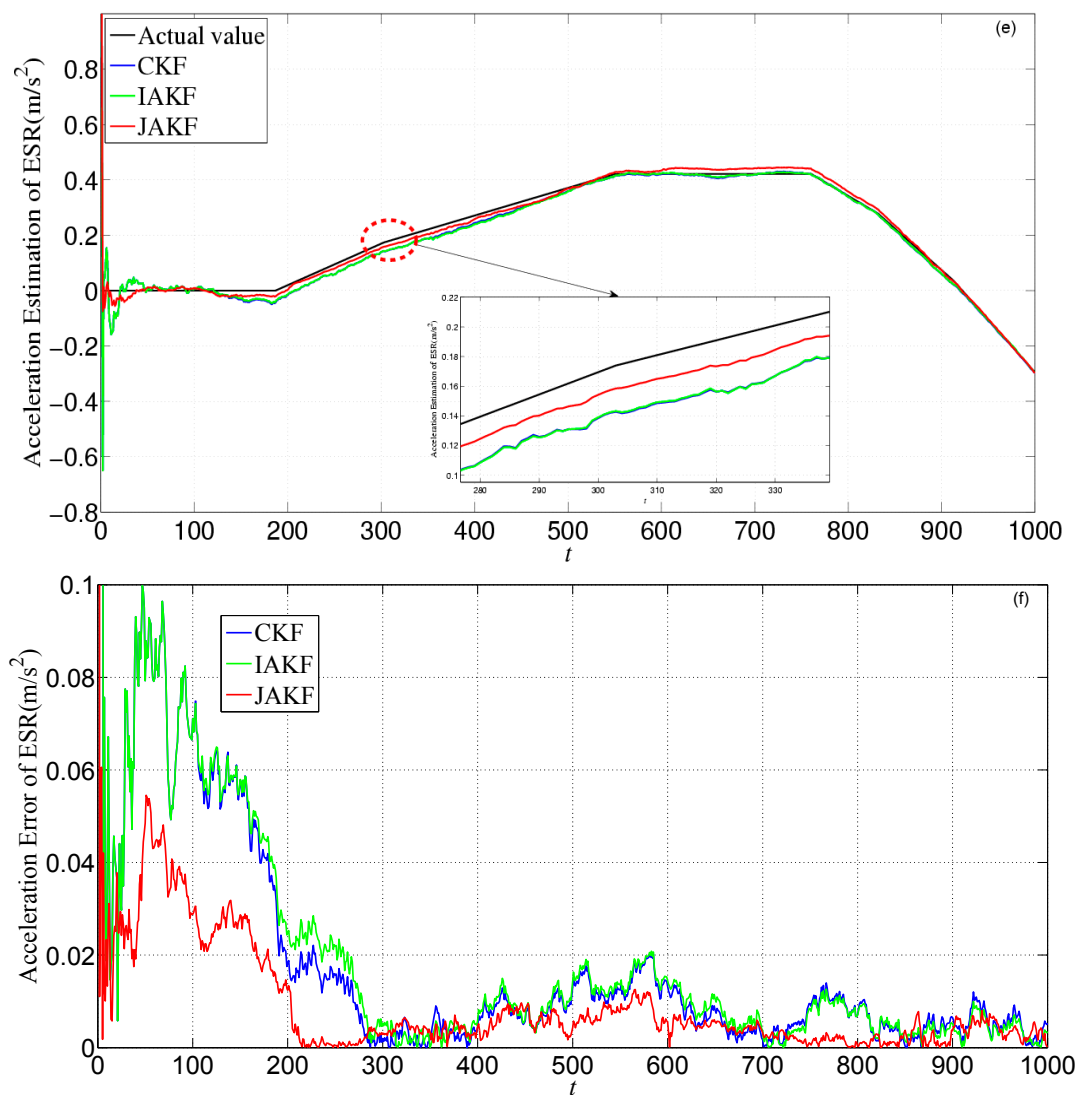 (e)
Actual value
CKF
IAKF
JAKF
Acceleration Estimation of ESR(m/s²)
0.8
0.6
0.4
0.2
0
−0.2
−0.4
−0.6
−0.8
0.22
0.2
0.18
0.16
0.14
0.12
0.1
Acceleration Estimation of ESR(m/s²)
280 290 300 310 320 330
t
0 100 200 300 400 500 600 700 800 900 1000
t
(f)
CKF
IAKF
JAKF
Acceleration Error of ESR(m/s²)
0.1
0.08
0.06
0.04
0.02
0
0 100 200 300 400 500 600 700 800 900 1000
t